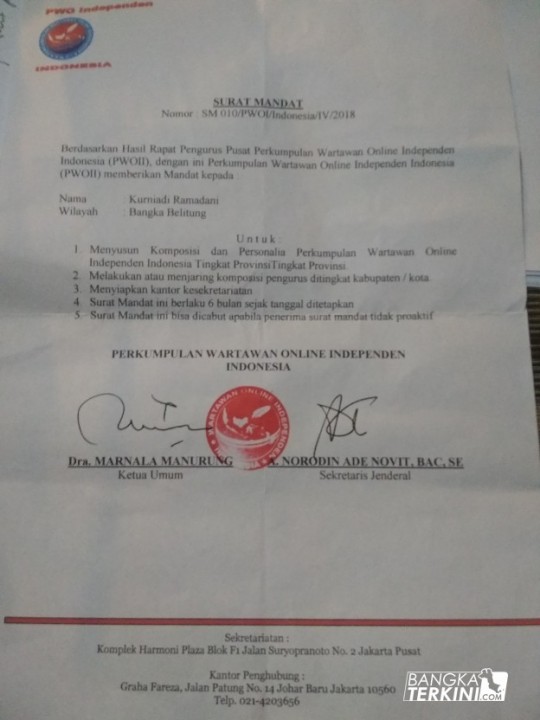 PWO Independen
INDONESIA
SURAT MANDAT
Nomor : SM 010/PWOI/Indonesia/IV/2018
Berdasarkan Hasil Rapat Pengurus Pusat Perkumpulan Wartawan Online Independen
Indonesia (PWOII), dengan ini Perkumpulan Wartawan Online Independen Indonesia
(PWOII) memberikan Mandat kepada :
Nama : Kurniadi Ramadani
Wilayah : Bangka Belitung
Untuk :
1. Menyusun Komposisi dan Personalia Perkumpulan Wartawan Online
Independen Indonesia Tingkat ProvinsiTingkat Provinsi.
2. Melakukan atau menjaring komposisi pengurus ditingkat kabupaten / kota.
3. Menyiapkan kantor kesekretariatan
4. Surat Mandat ini berlaku 6 bulan sejak tanggal ditetapkan
5. Surat Mandat ini bisa dicabut apabila penerima surat mandat tidak proaktif
PERKUMPULAN WARTAWAN ONLINE INDEPENDEN
INDONESIA
WARTAWAN ONLINE INDEPENDEN
Dra. MARNALA MANURUNG NORODIN ADE NOVIT, BAC, SE
Ketua Umum Sekretaris Jenderal
Sekretariatan :
Komplek Harmoni Plaza Blok F1 Jalan Suryopranoto No. 2 Jakarta Pusat
Kantor Penghubung :
Graha Fareza, Jalan Patung No. 14 Johar Baru Jakarta 10560
Telp. 021-4203656
BANGKA
TERKINI.COM